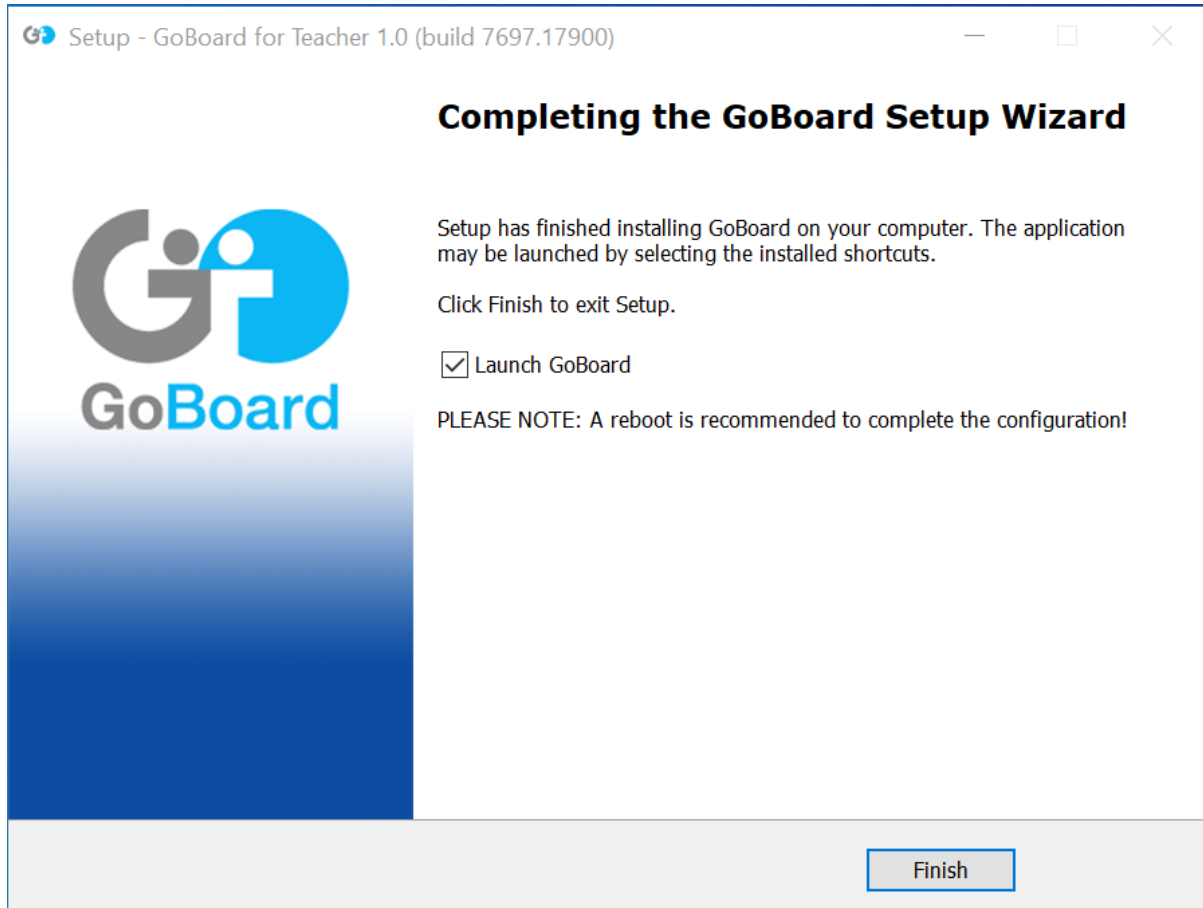 Setup - GoBoard for Teacher 1.0 (build 7697.17900)
Completing the GoBoard Setup Wizard
Setup has finished installing GoBoard on your computer. The application
may be launched by selecting the installed shortcuts.
Click Finish to exit Setup.
Launch GoBoard
PLEASE NOTE: A reboot is recommended to complete the configuration!
GoBoard
Finish